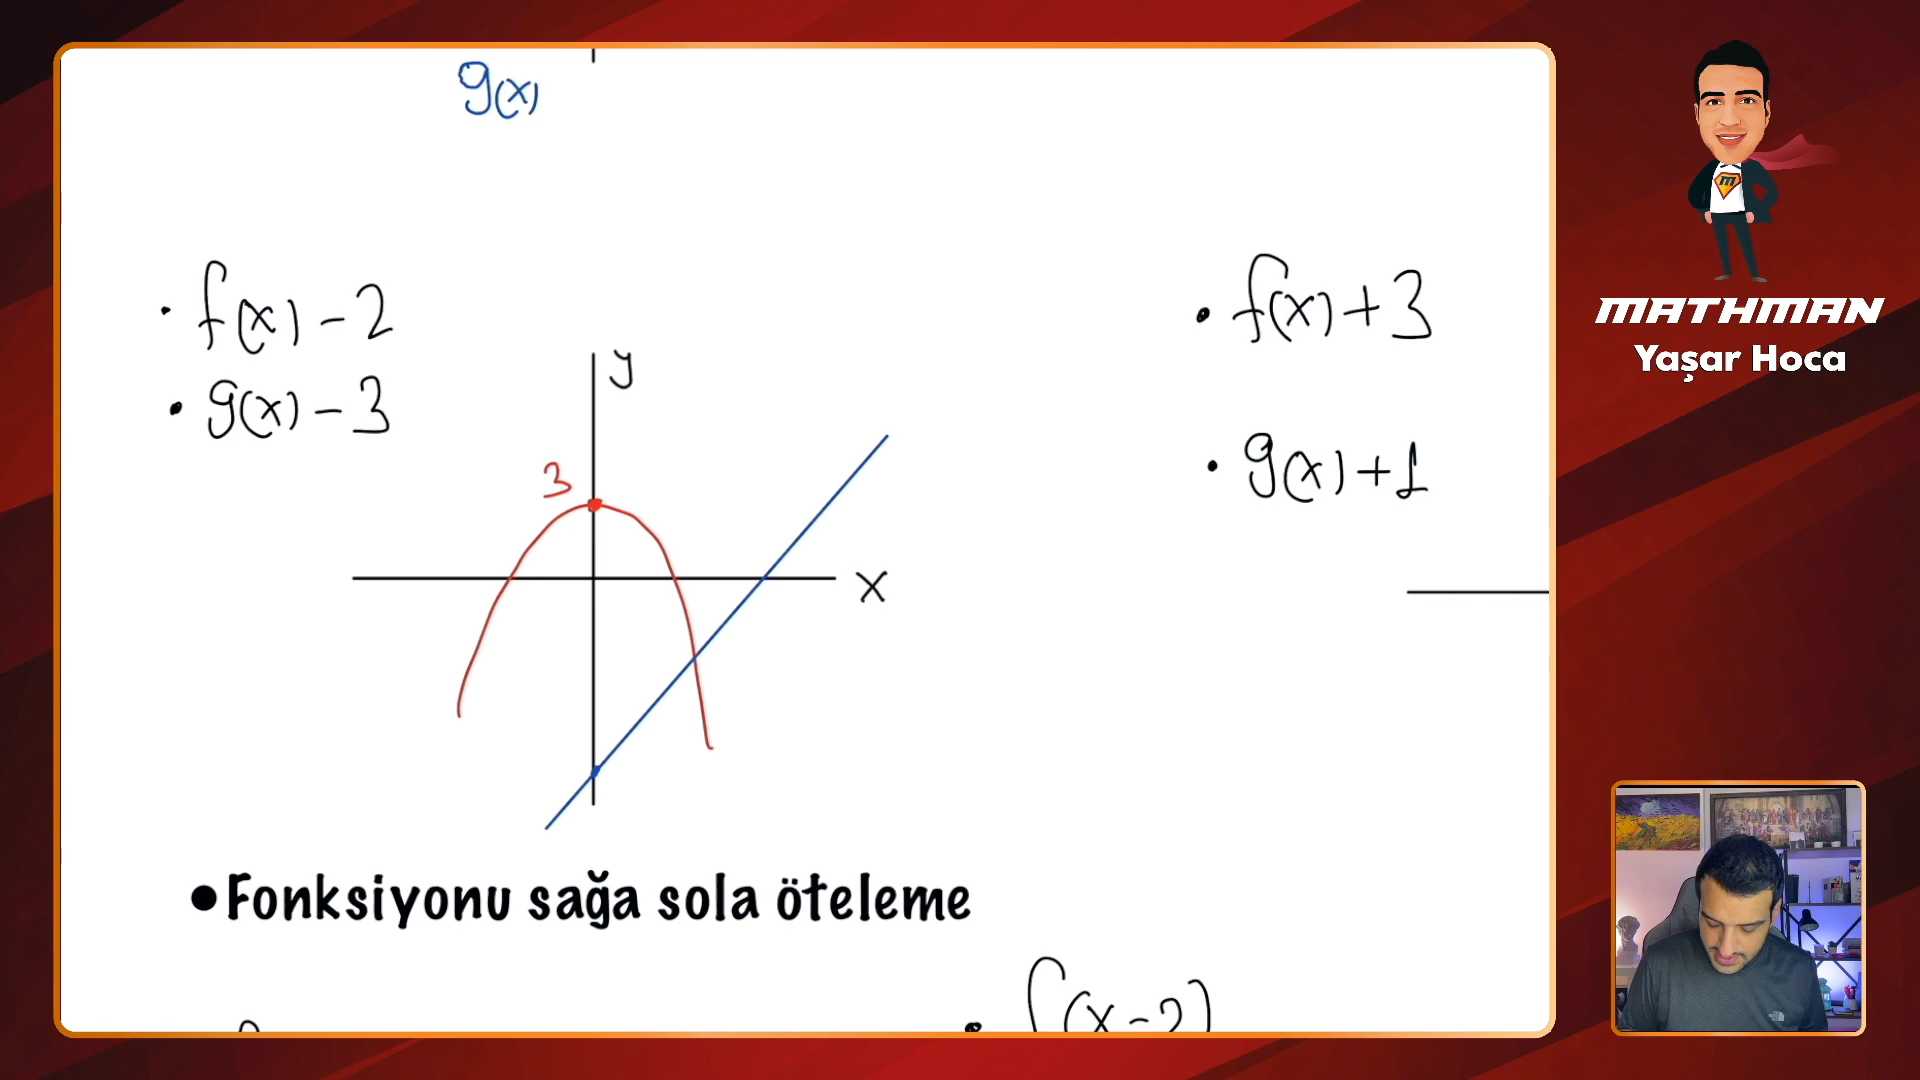 g(x)
• f(x) - 2
• g(x) - 3
y
3
x
• f(x) + 3
• g(x) + 1
• Fonksiyonu sağa sola öteleme
• f(x-2)
MATHMAN
Yaşar Hoca